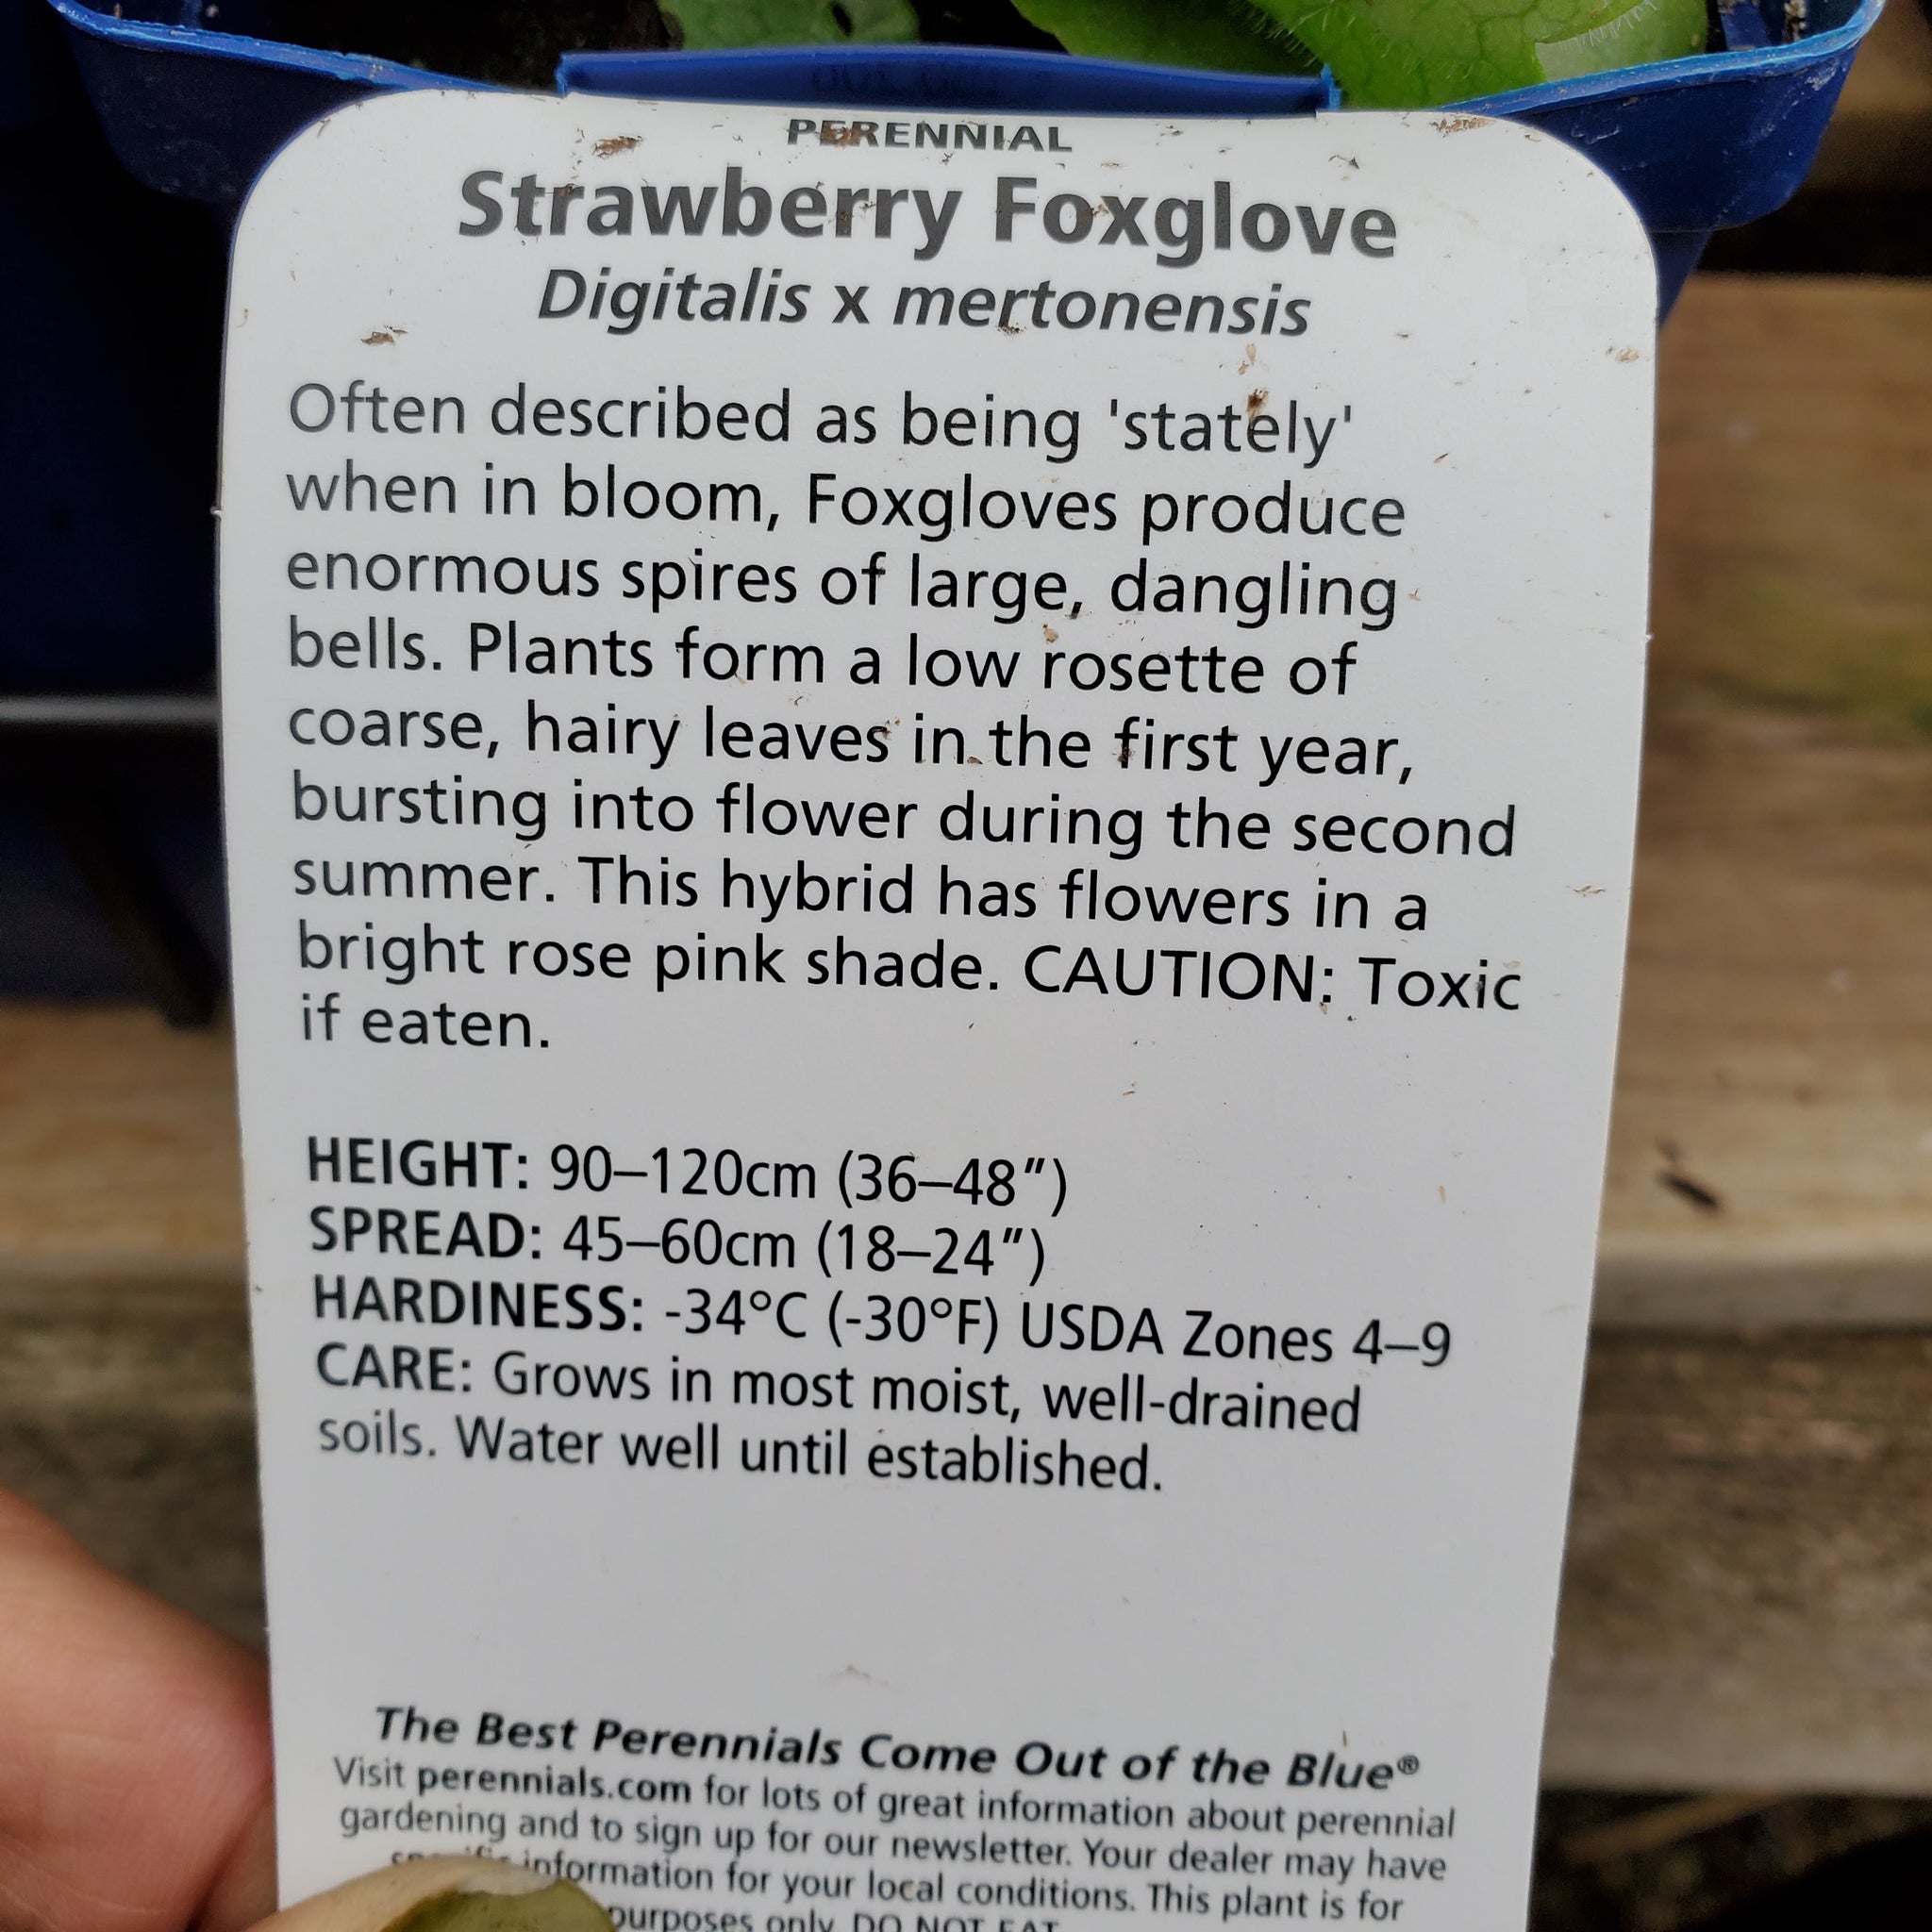 PERENNIAL
Strawberry Foxglove
Digitalis x mertonensis
Often described as being 'stately'
when in bloom, Foxgloves produce
enormous spires of large, dangling
bells. Plants form a low rosette of
coarse, hairy leaves in the first year,
bursting into flower during the second
summer. This hybrid has flowers in a
bright rose pink shade. CAUTION: Toxic
if eaten.
HEIGHT: 90–120cm (36–48″)
SPREAD: 45–60cm (18–24″)
HARDINESS: -34°C (-30°F) USDA Zones 4–9
CARE: Grows in most moist, well-drained
soils. Water well until established.
The Best Perennials Come Out of the Blue®
Visit perennials.com for lots of great information about perennial
gardening and to sign up for our newsletter. Your dealer may have
specific information for your local conditions. This plant is for
purposes only. DO NOT EAT